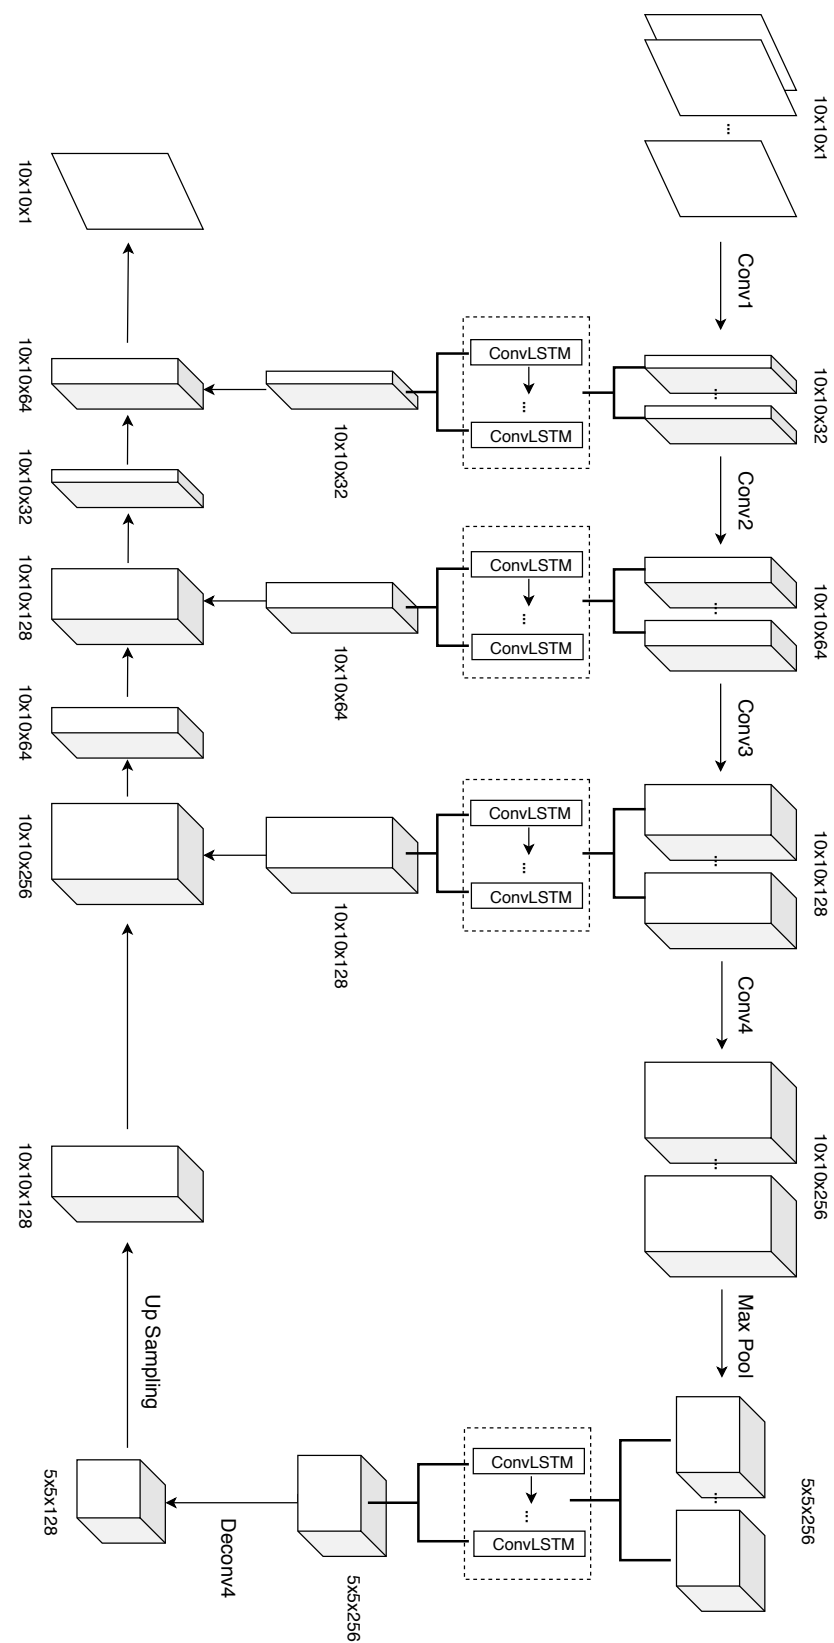 10x10x1
...
Conv1
10x10x32
...
Conv2
10x10x64
...
Conv3
10x10x128
...
Conv4
10x10x256
...
Max Pool
5x5x256
...
ConvLSTM
...
ConvLSTM
ConvLSTM
...
ConvLSTM
ConvLSTM
...
ConvLSTM
ConvLSTM
...
ConvLSTM
10x10x32
10x10x64
10x10x128
5x5x256
10x10x1
10x10x64
10x10x32
10x10x128
10x10x64
10x10x256
10x10x128
Up Sampling
5x5x128
Deconv4